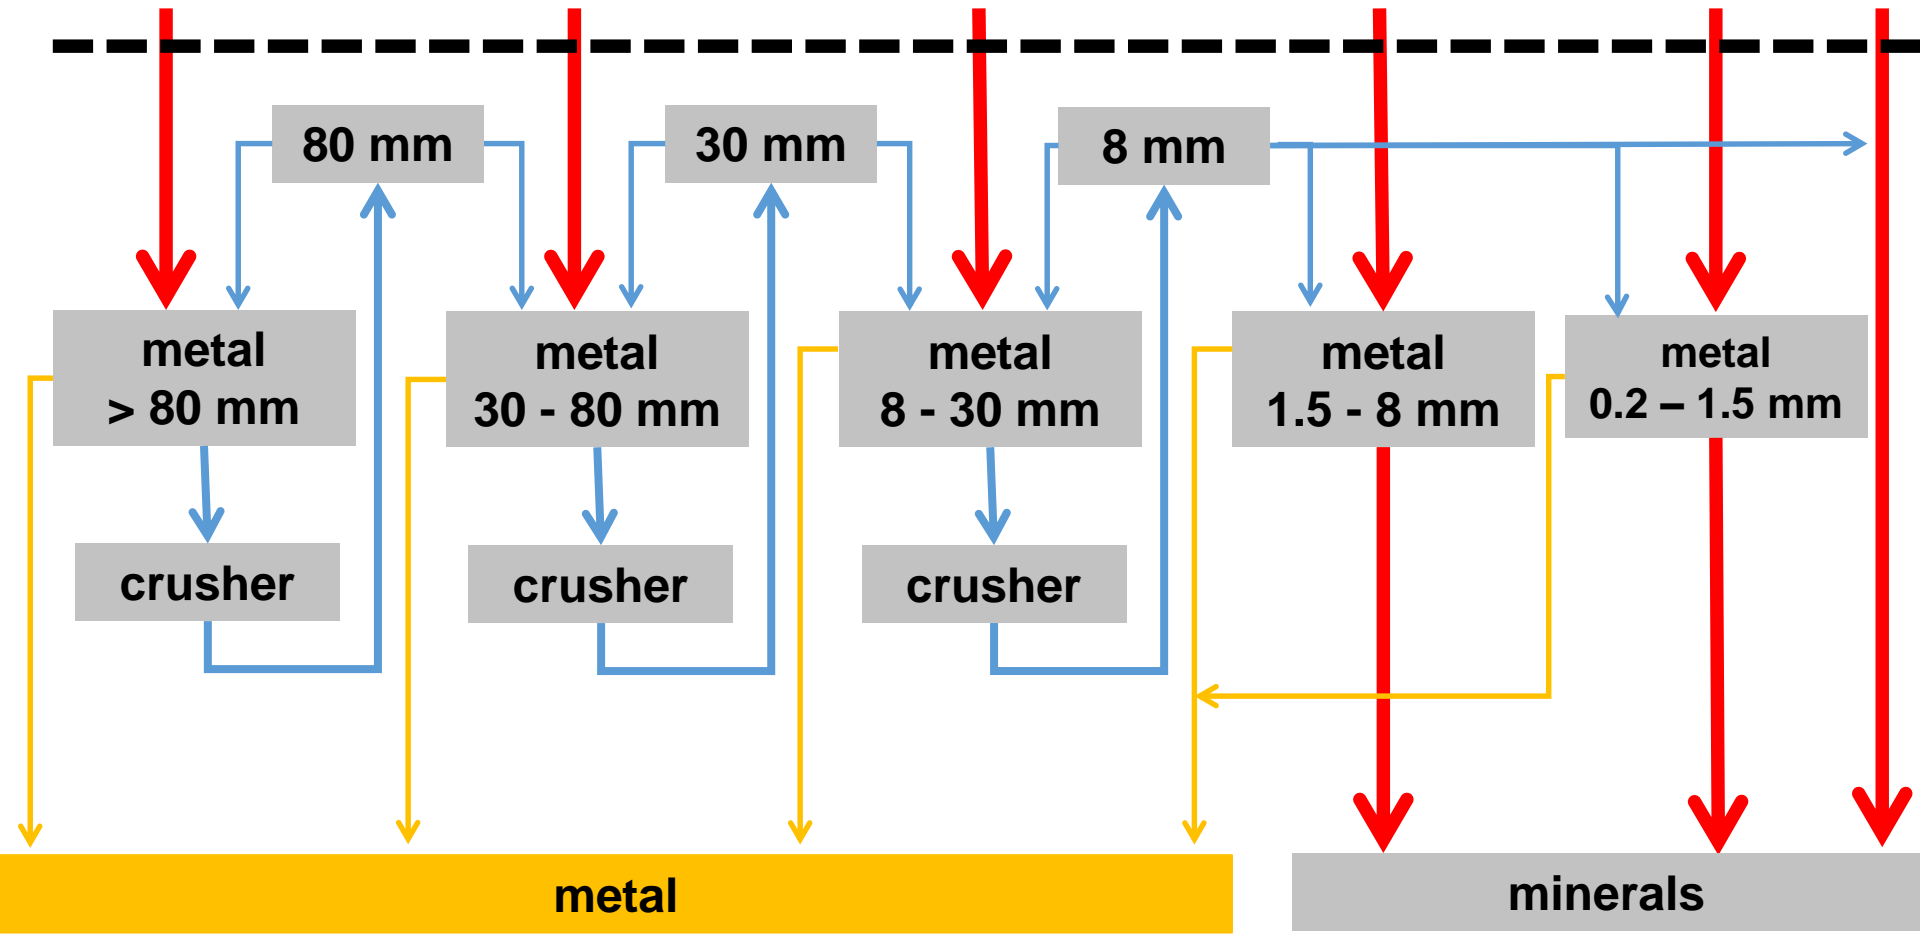 80 mm
30 mm
8 mm
metal
> 80 mm
metal
30 - 80 mm
metal
8 - 30 mm
metal
1.5 - 8 mm
metal
0.2 – 1.5 mm
crusher
crusher
crusher
metal
minerals